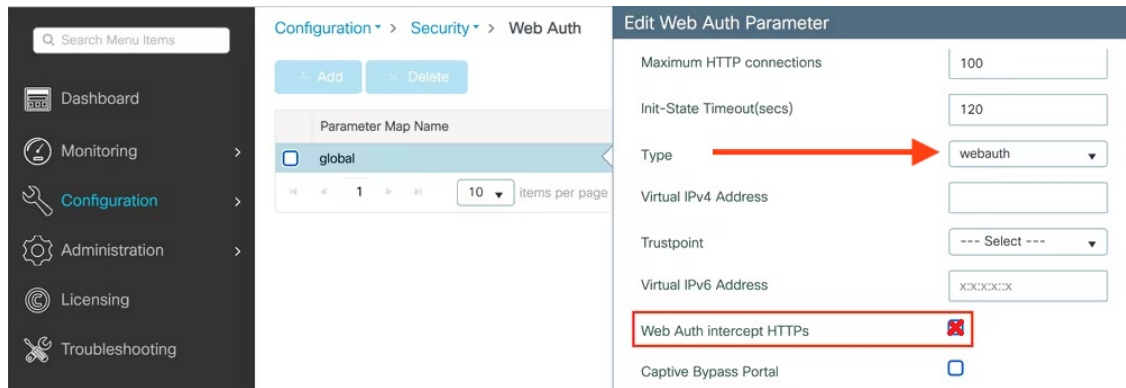 Search Menu Items
Dashboard
Monitoring
Configuration
Administration
Licensing
Troubleshooting
Configuration > Security > Web Auth
+ Add
× Delete
Parameter Map Name
global
1
10
items per page
Edit Web Auth Parameter
Maximum HTTP connections
100
Init-State Timeout(secs)
120
Type
webauth
Virtual IPv4 Address
Trustpoint
--- Select ---
Virtual IPv6 Address
x:x:x:x::x
Web Auth intercept HTTPs
Captive Bypass Portal